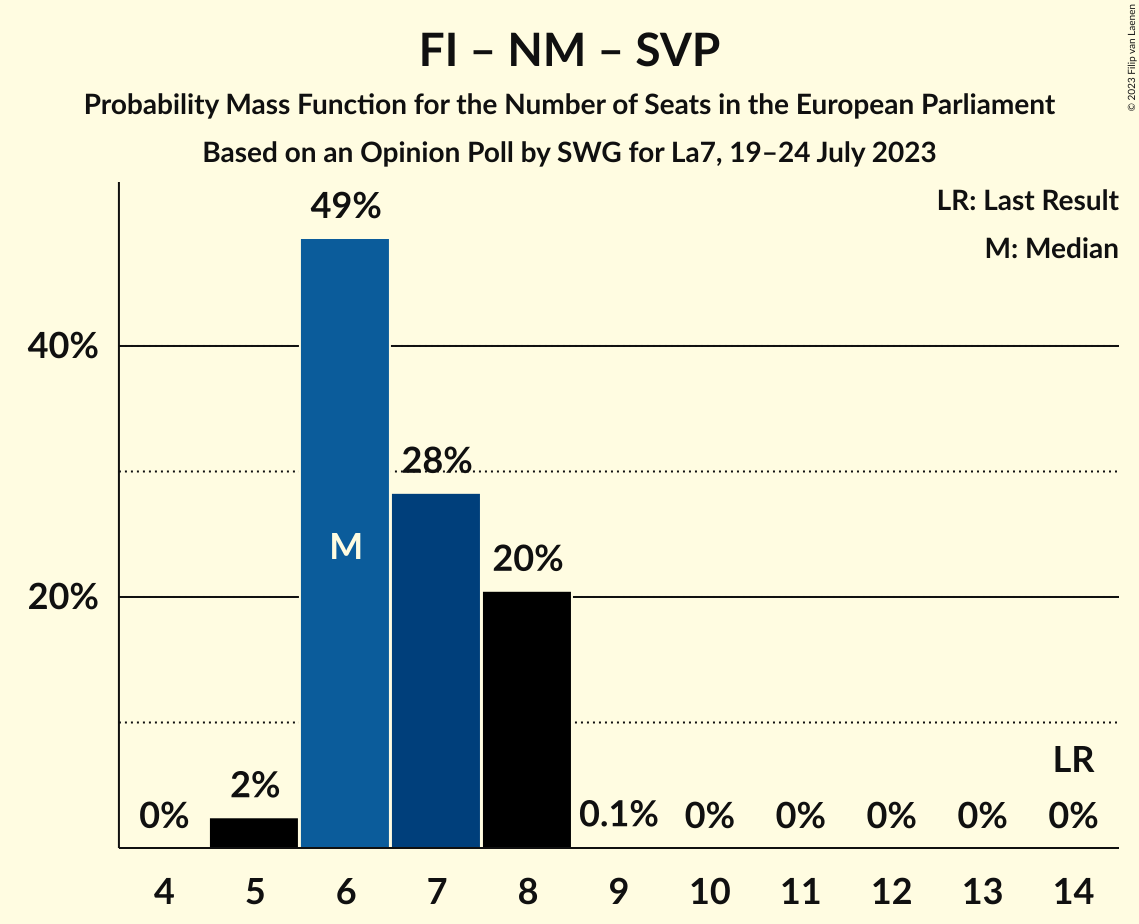 FI – NM – SVP
Probability Mass Function for the Number of Seats in the European Parliament
Based on an Opinion Poll by SWG for La7, 19–24 July 2023
© 2023 Filip van Laenen
LR: Last Result
M: Median
49%
40%
28%
M
20%
20%
LR
2%
0%
0.1%
0%
0%
0%
0%
0%
4 5 6 7 8 9 10 11 12 13 14